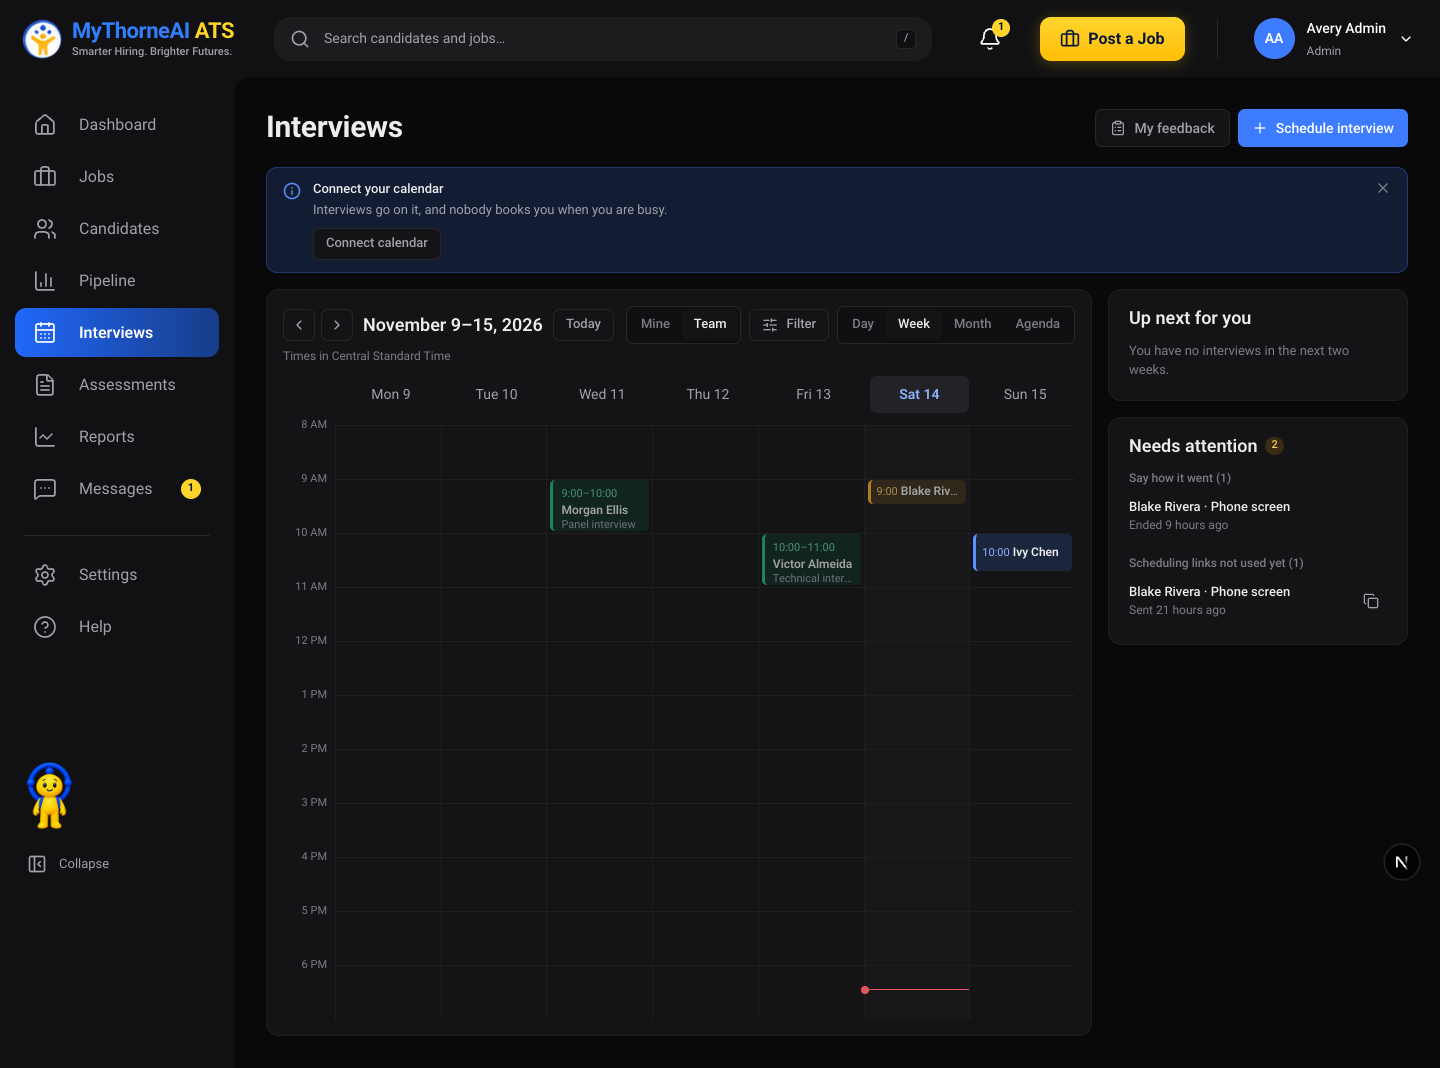 MyThorneAI ATS
Smarter Hiring. Brighter Futures.
Search candidates and jobs...
/
1
Post a Job
AA
Avery Admin
Admin
Dashboard
Jobs
Candidates
Pipeline
Interviews
Assessments
Reports
Messages
1
Settings
Help
Collapse
Interviews
My feedback
Schedule interview
Connect your calendar
Interviews go on it, and nobody books you when you are busy.
Connect calendar
November 9–15, 2026
Today
Mine
Team
Filter
Day
Week
Month
Agenda
Times in Central Standard Time
Mon 9
Tue 10
Wed 11
Thu 12
Fri 13
Sat 14
Sun 15
8 AM
9 AM
10 AM
11 AM
12 PM
1 PM
2 PM
3 PM
4 PM
5 PM
6 PM
9:00–10:00
Morgan Ellis
Panel interview
10:00–11:00
Victor Almeida
Technical inter...
9:00 Blake Riv...
10:00 Ivy Chen
Up next for you
You have no interviews in the next two
weeks.
Needs attention 2
Say how it went (1)
Blake Rivera · Phone screen
Ended 9 hours ago
Scheduling links not used yet (1)
Blake Rivera · Phone screen
Sent 21 hours ago
N